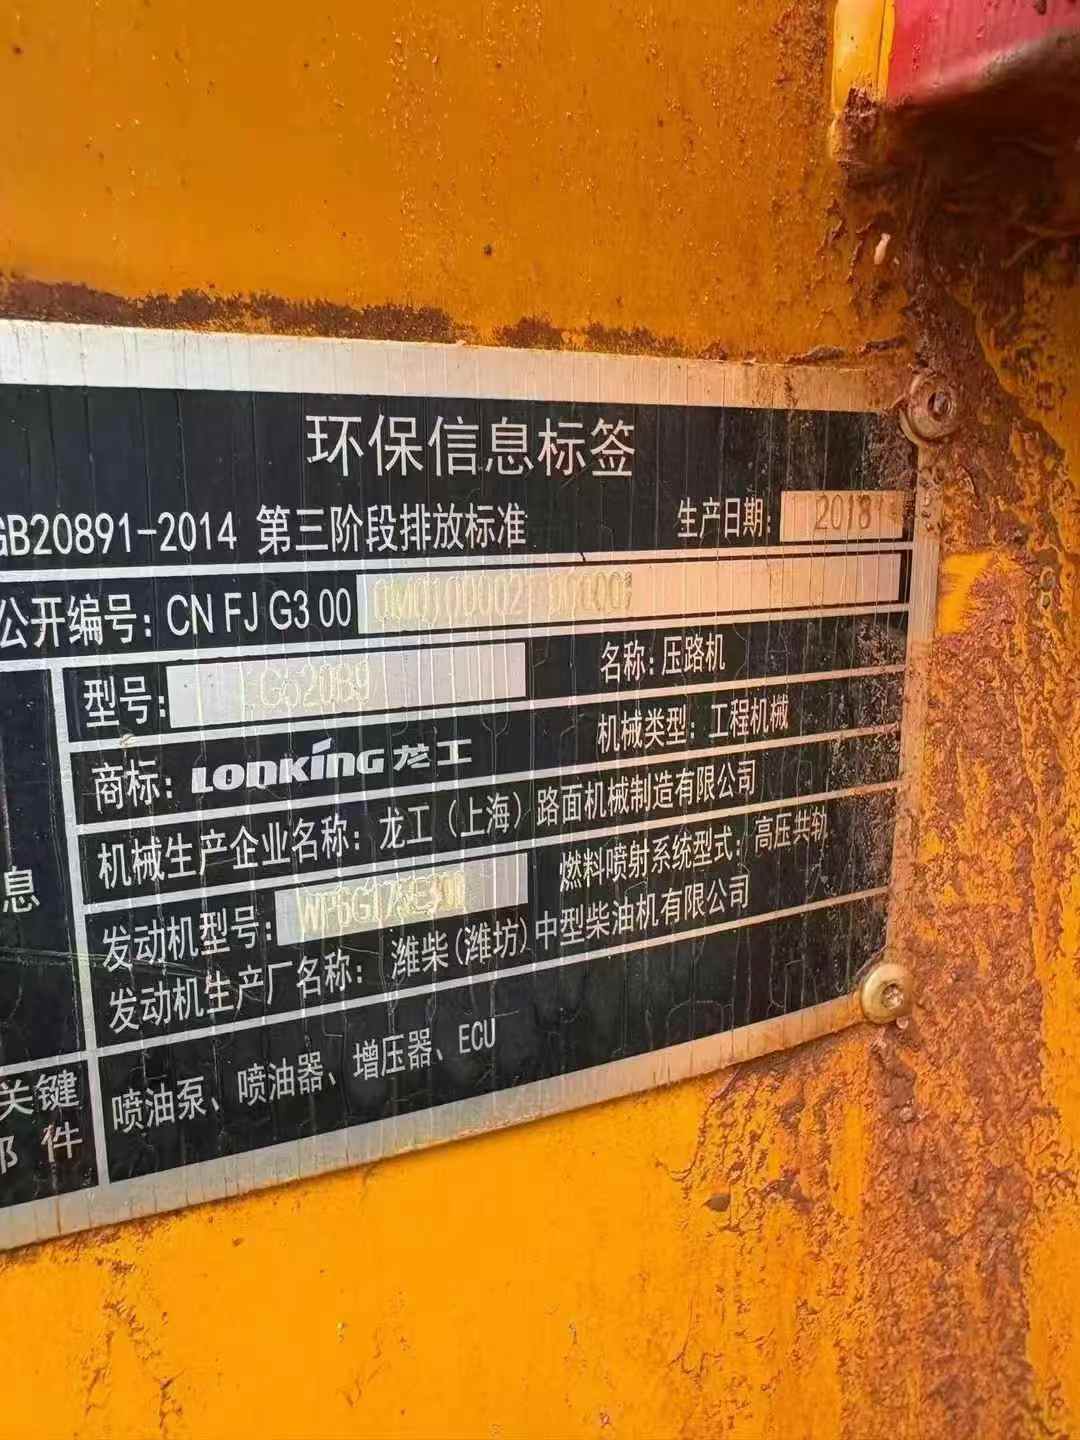 环保信息标签
GB20891-2014 第三阶段排放标准 生产日期: 2018
公开编号: CN FJ G3 00
型号: 名称: 压路机
商标: LONKING 龙工 机械类型: 工程机械
机械生产企业名称: 龙工(上海)路面机械制造有限公司
息
发动机型号: 燃料喷射系统型式: 高压共轨
发动机生产厂名称: 潍柴(潍坊)中型柴油机有限公司
关键
部件
喷油泵、喷油器、增压器、ECU